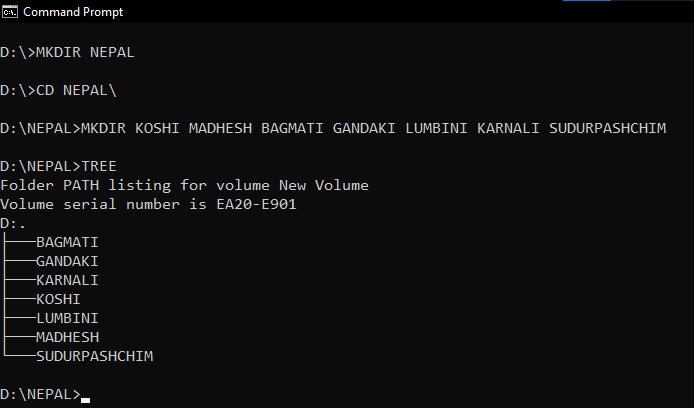 Command Prompt
D:\>MKDIR NEPAL
D:\>CD NEPAL\
D:\NEPAL>MKDIR KOSHI MADHESH BAGMATI GANDAKI LUMBINI KARNALI SUDURPASHCHIM
D:\NEPAL>TREE
Folder PATH listing for volume New Volume
Volume serial number is EA20-E901
D:.
├───BAGMATI
├───GANDAKI
├───KARNALI
├───KOSHI
├───LUMBINI
├───MADHESH
└───SUDURPASHCHIM
D:\NEPAL>